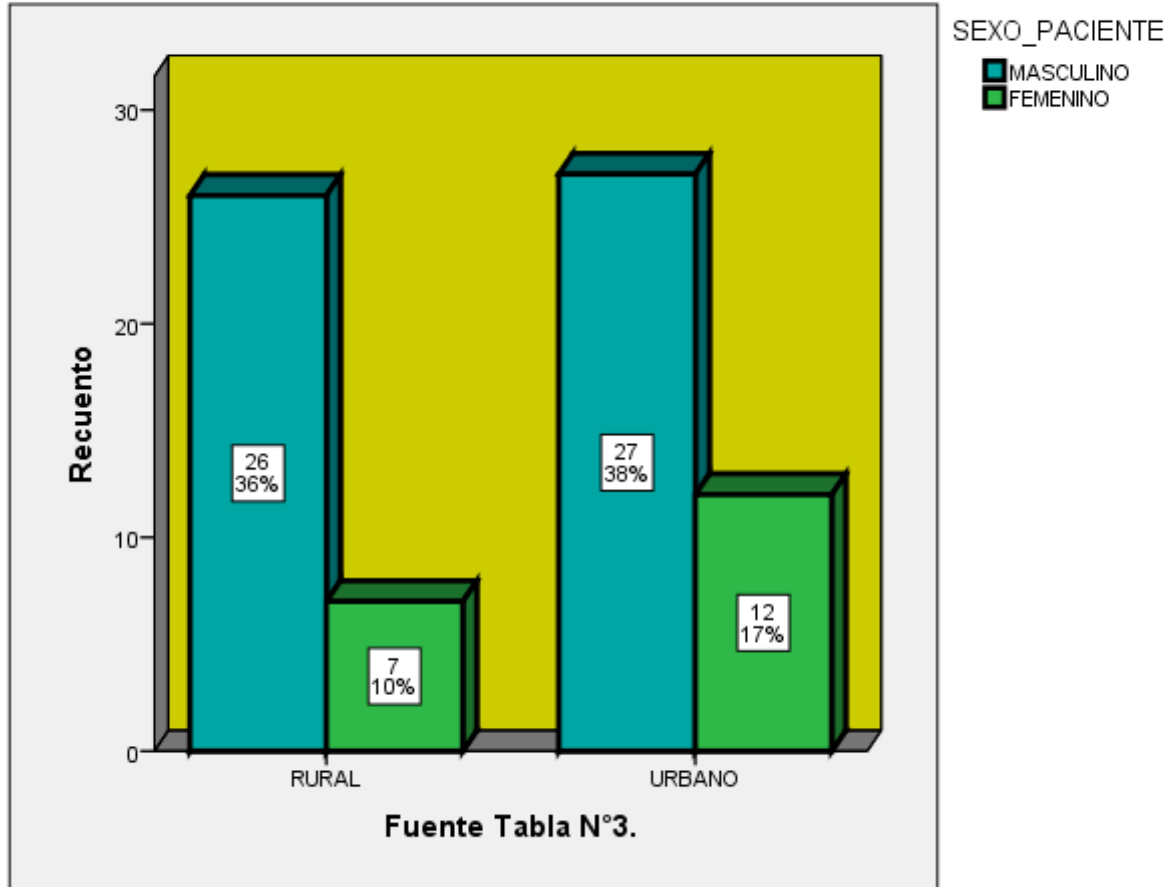 SEXO_PACIENTE
MASCULINO
FEMENINO
30
20
10
0
Recuento
26
36%
7
10%
27
38%
12
17%
RURAL
URBANO
Fuente Tabla N°3.